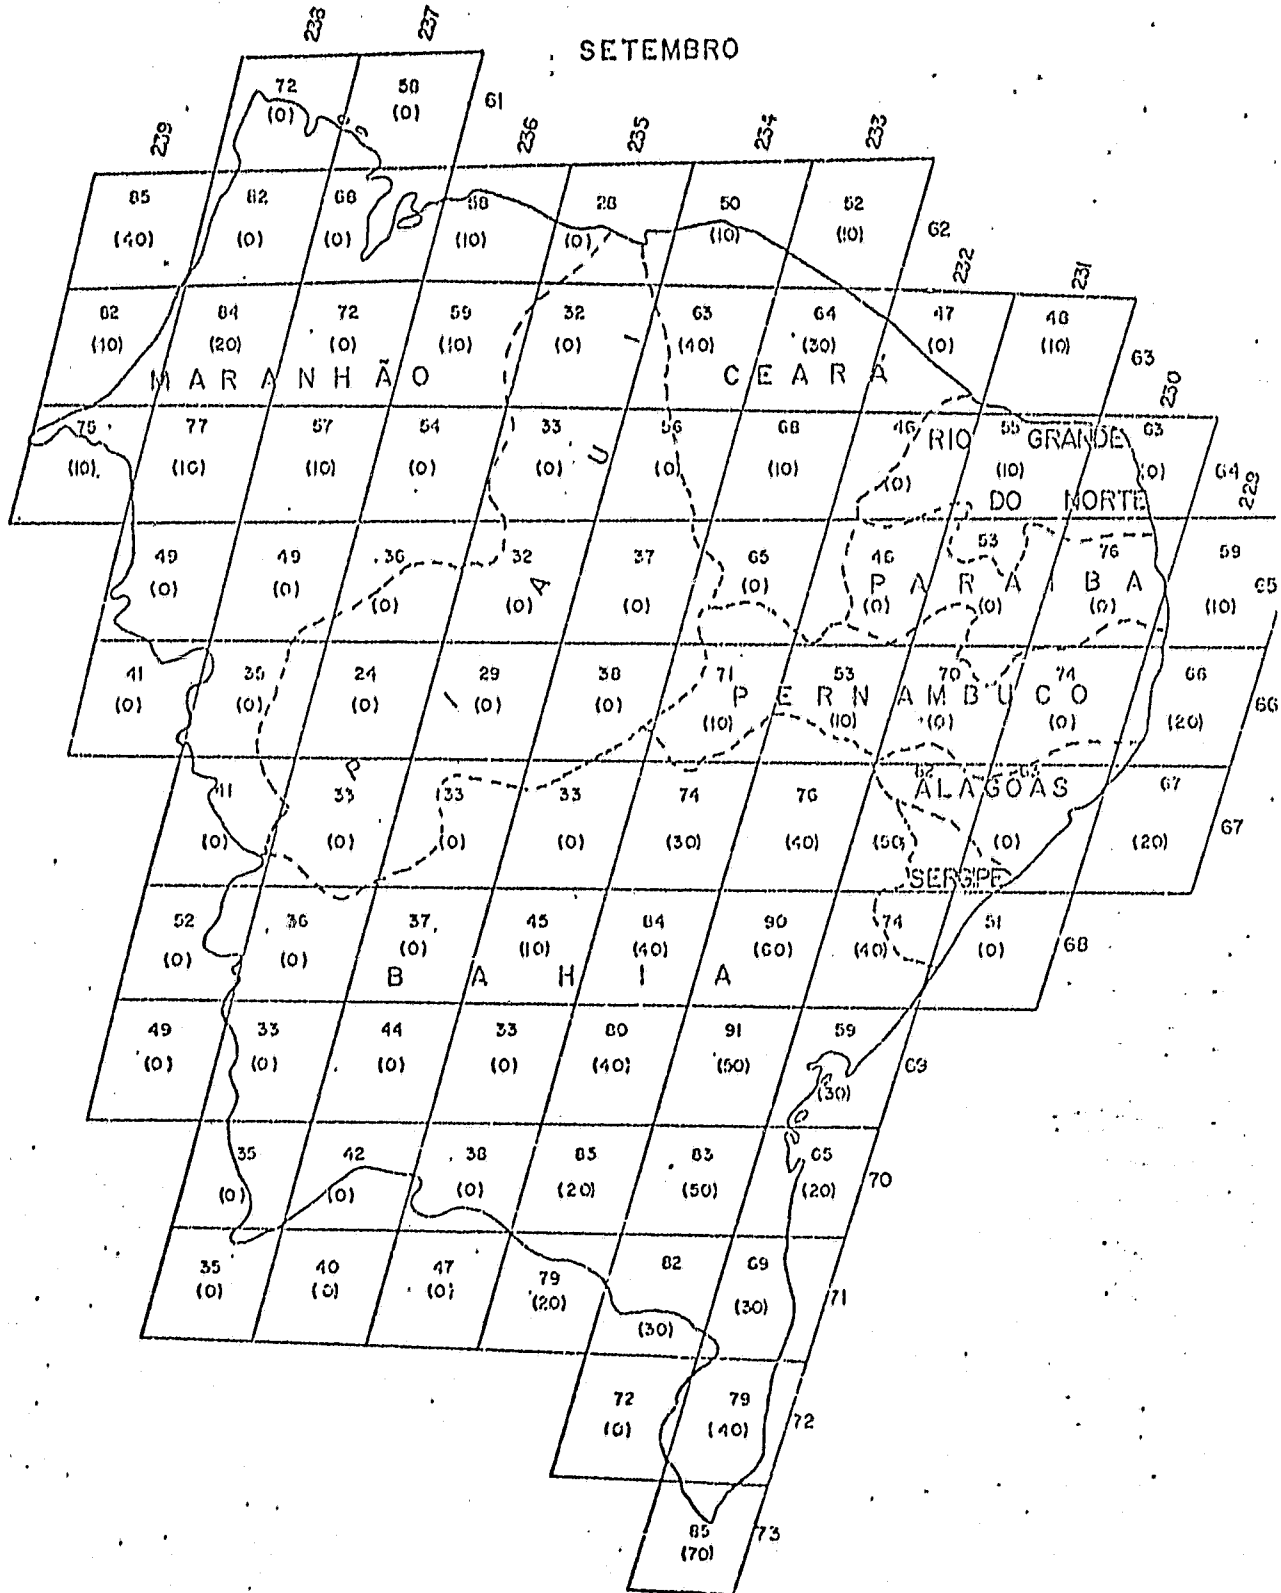 SETEMBRO
238 237
72 58 61
(0) (0)
239 236 235 234 233
85 82 68 58 28 50 52 62
(40) (0) (0) (10) (0) (10) (10)
232 231
82 84 72 59 32 63 64 47 48 63
(10) (20) (0) (10) (0) (40) (30) (0) (10)
MARANHÃO CEARÁ
230
75 77 57 54 33 56 68 46 55 63 64
RIO GRANDE
(10) (10) (10) (0) (0) (0) (10) (0) (10) (0)
DO NORTE
229
49 49 36 32 37 65 46 53 76 59 65
(0) (0) (0) (0) (0) (0) (0) (0) (0) (10)
PARAIBA
41 35 24 29 38 71 53 70 74 66 66
(0) (0) (0) (0) (0) (10) (10) (0) (0) (20)
PERNAMBUCO
PIAUI
41 33 33 33 74 76 82 67 67
(0) (0) (0) (0) (30) (40) (50) (0) (20)
ALAGOAS
SERGIPE
52 36 37 45 84 90 74 51 68
(0) (0) (0) (10) (40) (60) (40) (0)
BAHIA
49 33 44 33 80 91 59 69
(0) (0) (0) (0) (40) (50) (30)
35 42 38 83 83 65 70
(0) (0) (0) (20) (50) (20)
35 40 47 79 82 69 71
(0) (0) (0) (20) (30) (30)
72 79 72
(0) (40)
85 73
(70)